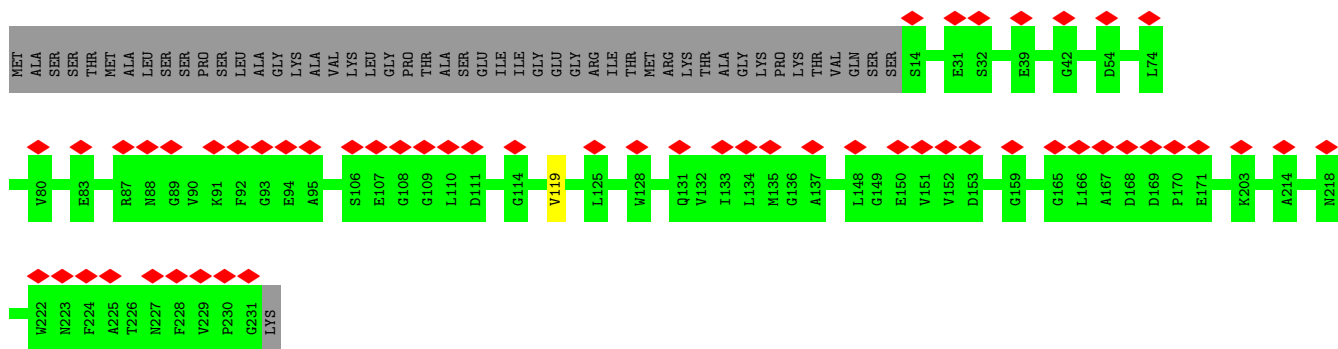 MET ALA SER SER THR MET ALA LEU SER SER PRO SER LEU ALA GLY LYS ALA VAL LYS LEU GLY PRO THR ALA SER GLU ILE ILE GLY GLU GLY ARG ILE THR MET ARG LYS THR ALA GLY LYS PRO LYS THR VAL GLN SER SER S14 E31 S32 E39 G42 D54 L74
V80 E83 R87 N88 G89 V90 K91 F92 G93 E94 A95 S106 E107 G108 G109 L110 D111 G114 V119 L125 W128 Q131 V132 I133 L134 M135 G136 A137 L148 G149 E150 V151 V152 D153 G159 G165 L166 A167 D168 D169 P170 E171 K203 A214 N218
W222 N223 F224 A225 T226 N227 F228 V229 P230 G231 LYS